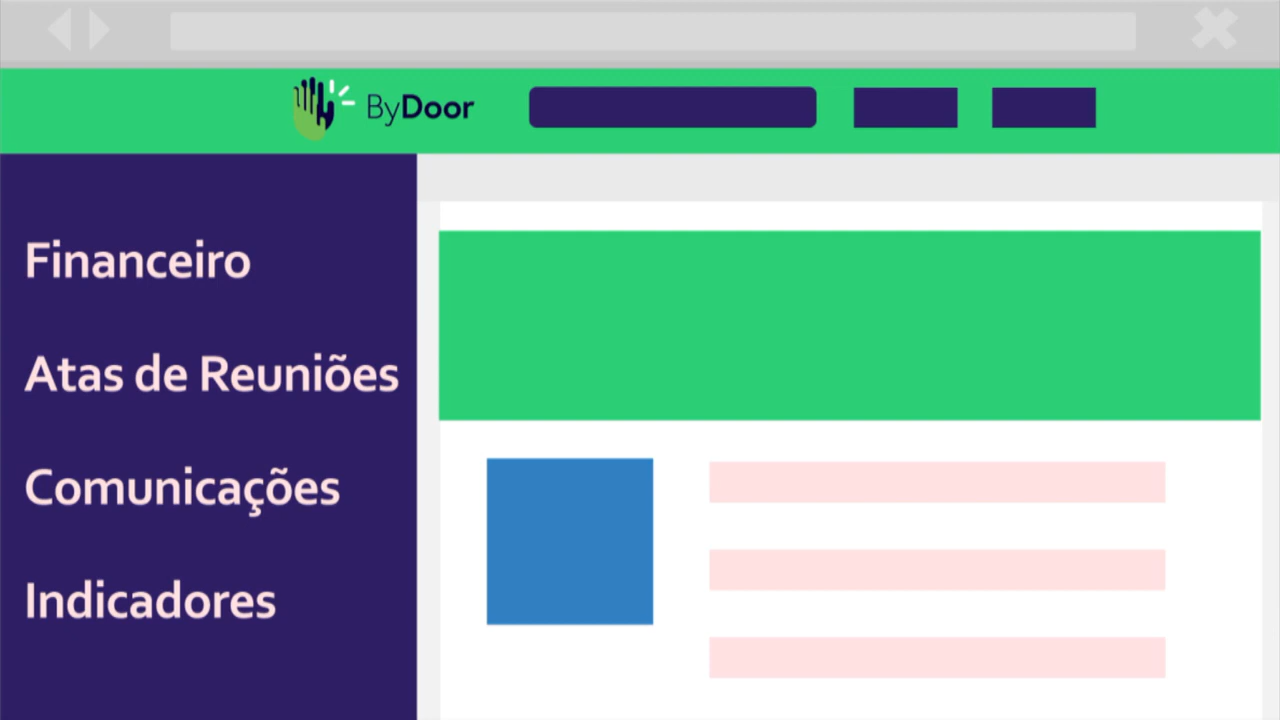 ByDoor
Financeiro
Atas de Reuniões
Comunicações
Indicadores